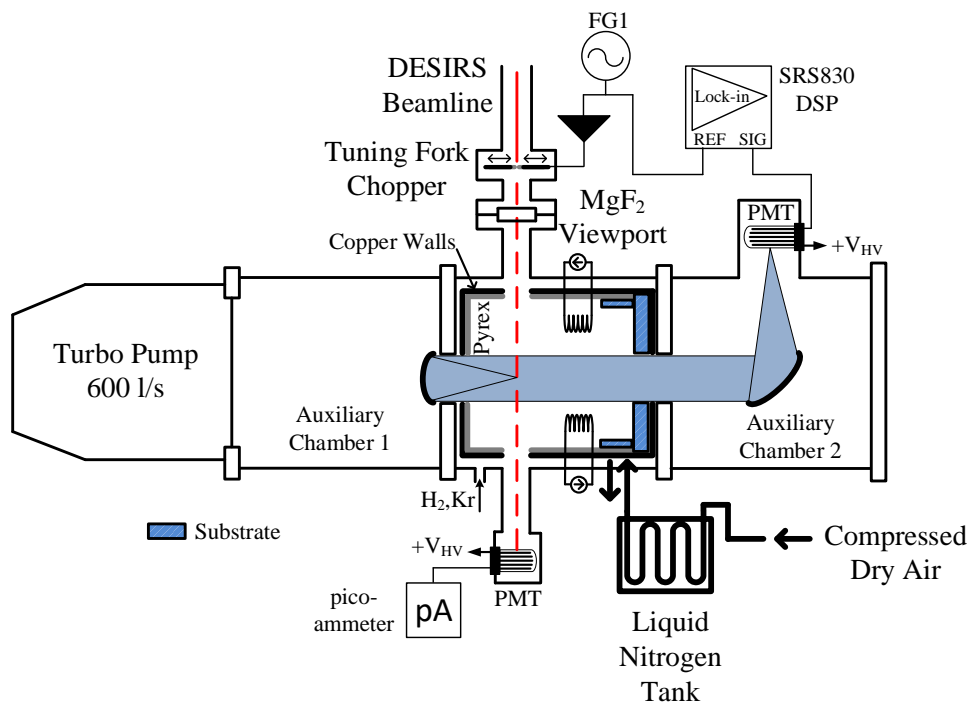 FG1
SRS830
DSP
Lock-in
REF SIG
DESIRS
Beamline
Tuning Fork
Chopper
MgF2
Viewport
PMT
+VHV
Copper Walls
Pyrex
Turbo Pump
600 l/s
Auxiliary
Chamber 1
Auxiliary
Chamber 2
H2,Kr
Substrate
+VHV
PMT
pico-
ammeter
pA
Compressed
Dry Air
Liquid
Nitrogen
Tank